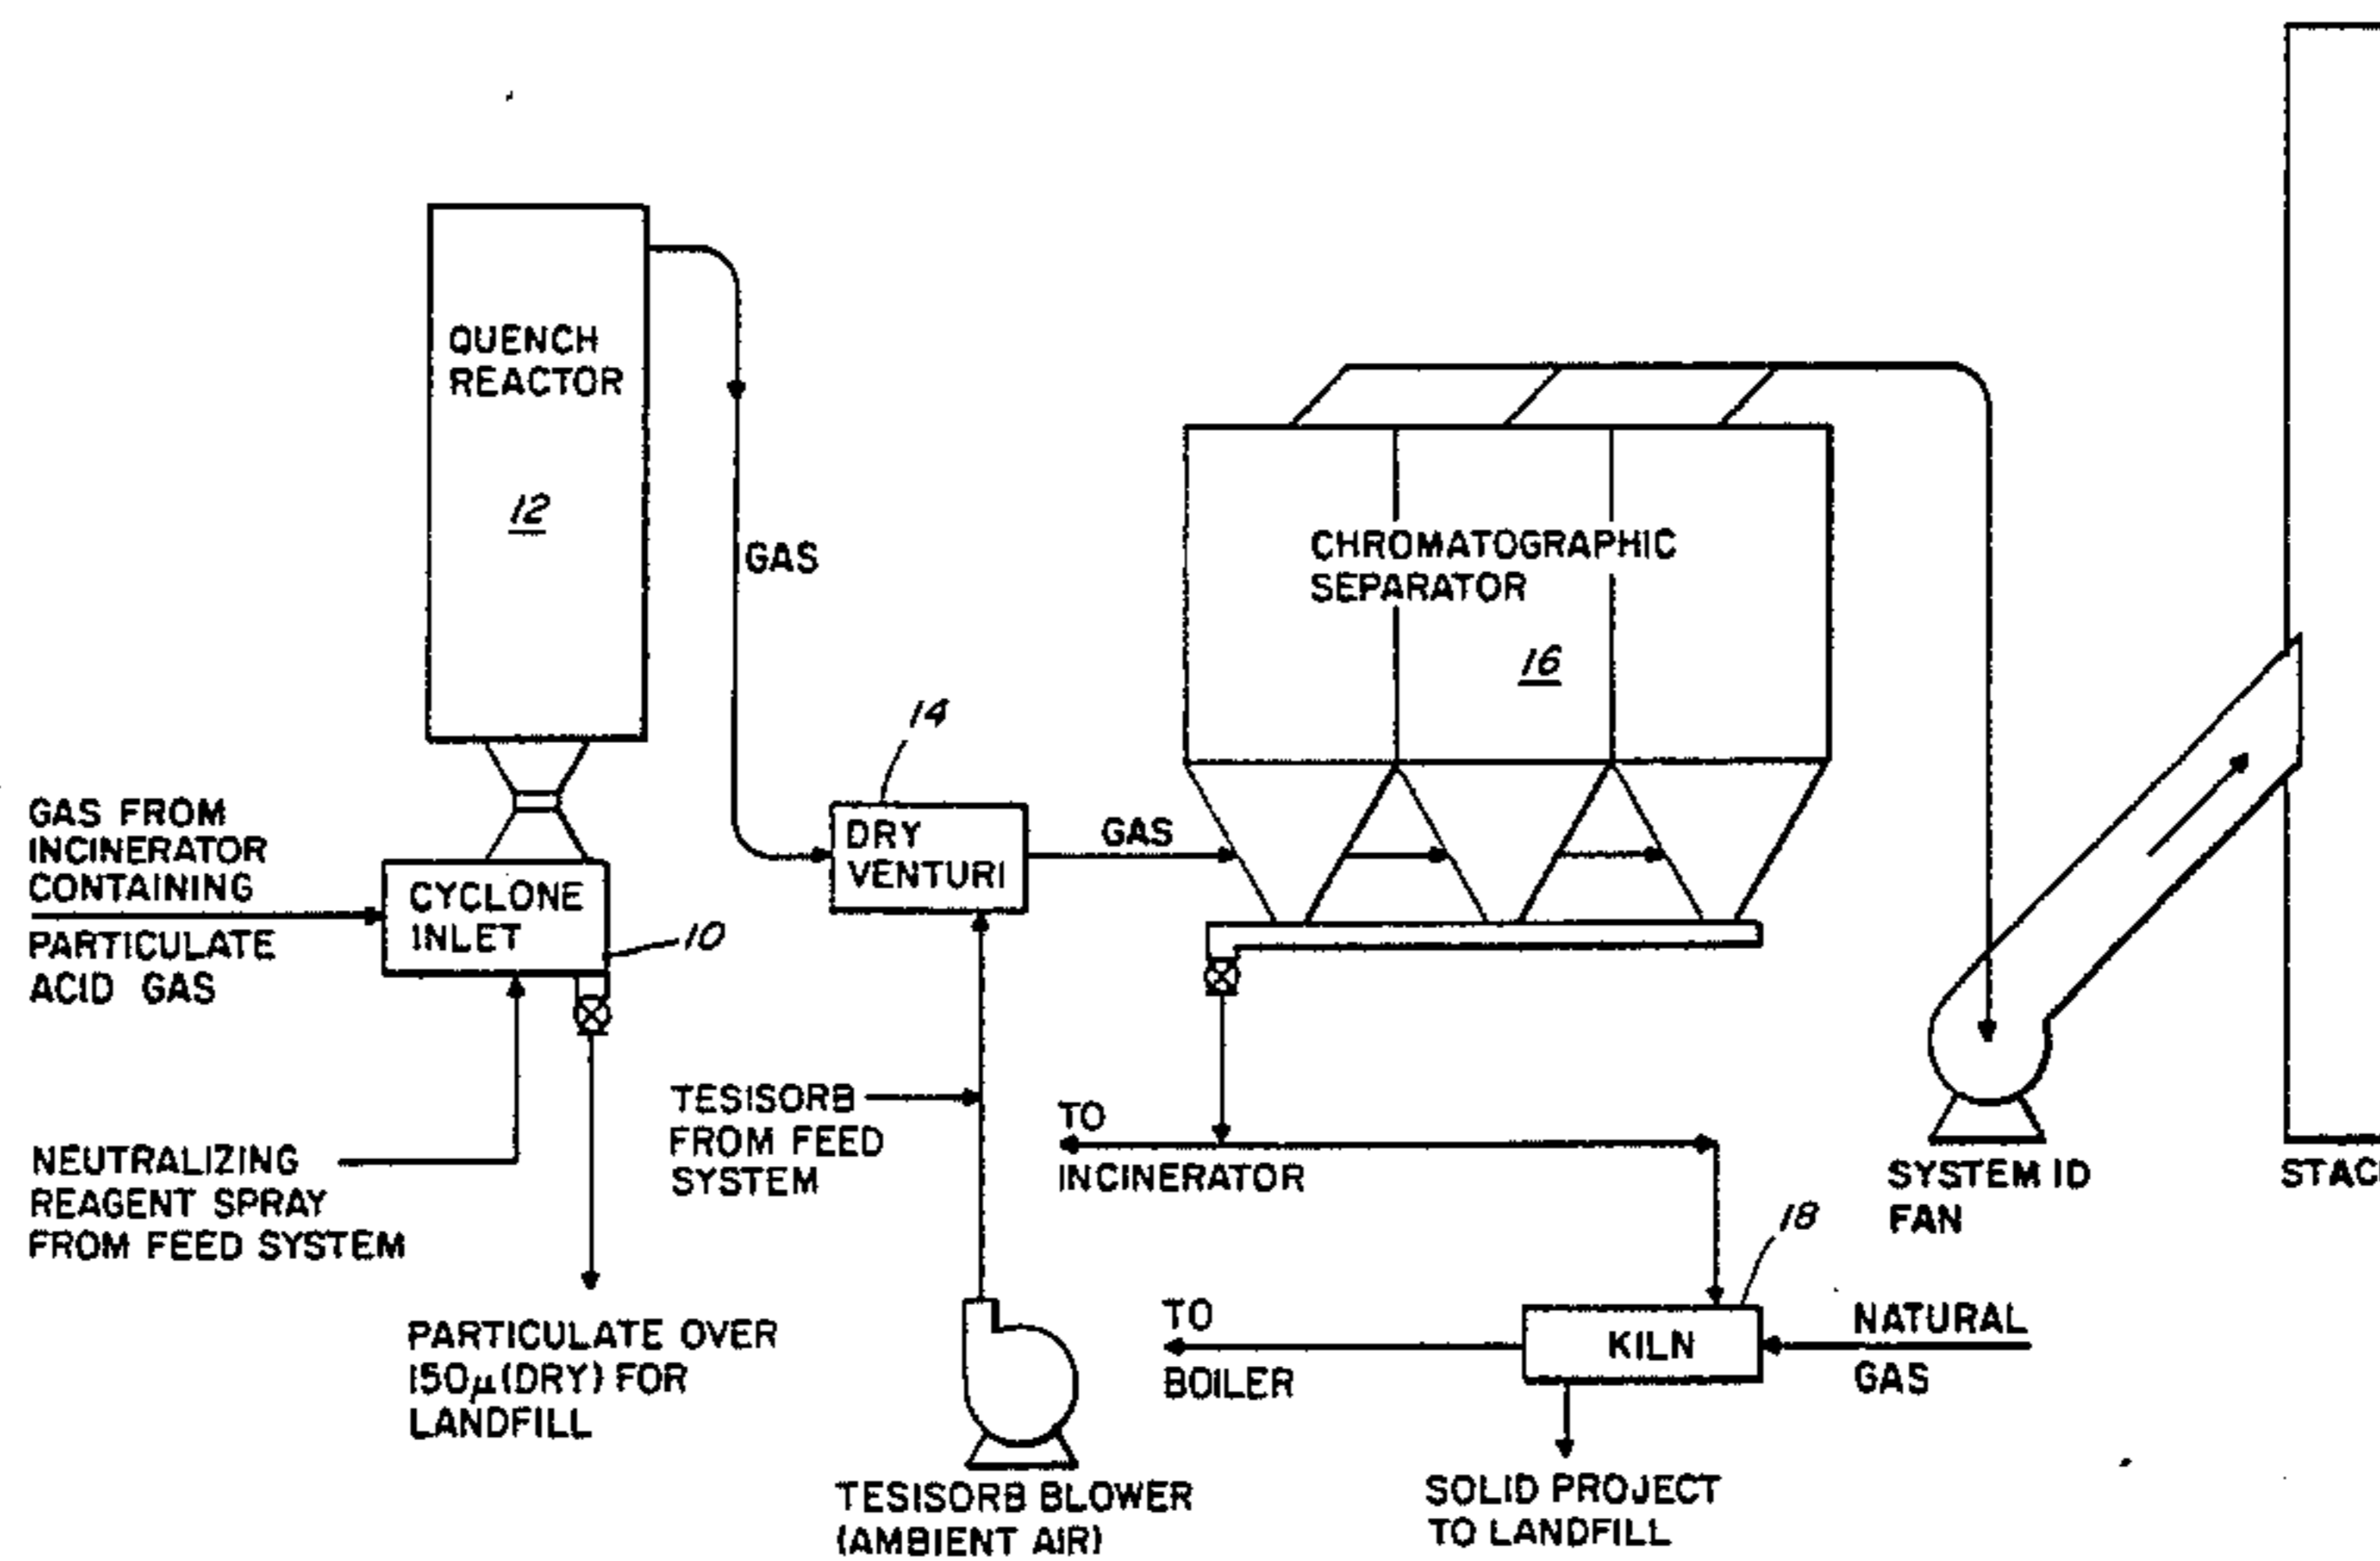 QUENCH
REACTOR
12
GAS
CHROMATOGRAPHIC
SEPARATOR
16
14
DRY
VENTURI
GAS
GAS FROM
INCINERATOR
CONTAINING
PARTICULATE
ACID GAS
CYCLONE
INLET
10
NEUTRALIZING
REAGENT SPRAY
FROM FEED SYSTEM
PARTICULATE OVER
150μ(DRY) FOR
LANDFILL
TESISORB
FROM FEED
SYSTEM
TESISORB BLOWER
(AMBIENT AIR)
TO
INCINERATOR
TO
BOILER
KILN
18
NATURAL
GAS
SOLID PROJECT
TO LANDFILL
SYSTEM ID
FAN